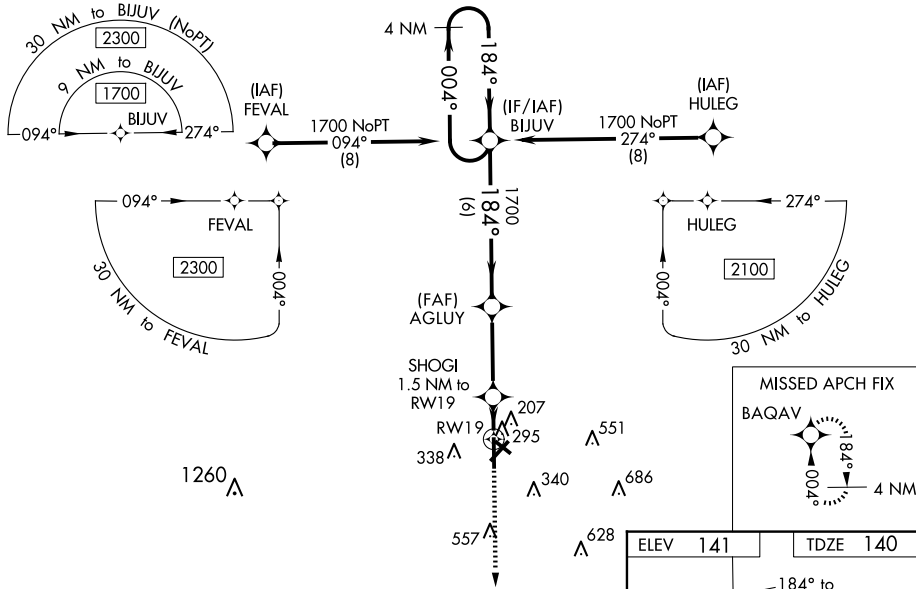 30 NM to BIJUV (NoPT)
2300
9 NM to BIJUV
1700
BIJUV
094°
274°
4 NM
004°
184°
(IAF)
FEVAL
1700 NoPT
094°
(8)
(IF/IAF)
BIJUV
1700 NoPT
274°
(8)
(IAF)
HULEG
1700
184°
(6)
094°
FEVAL
2300
004°
30 NM to FEVAL
HULEG
274°
2100
004°
30 NM to HULEG
(FAF)
AGLUY
SHOGI
1.5 NM to
RW19
RW19
207
295
338
551
1260
340
686
557
628
MISSED APCH FIX
BAQAV
184°
004°
4 NM
ELEV 141
TDZE 140
184° to